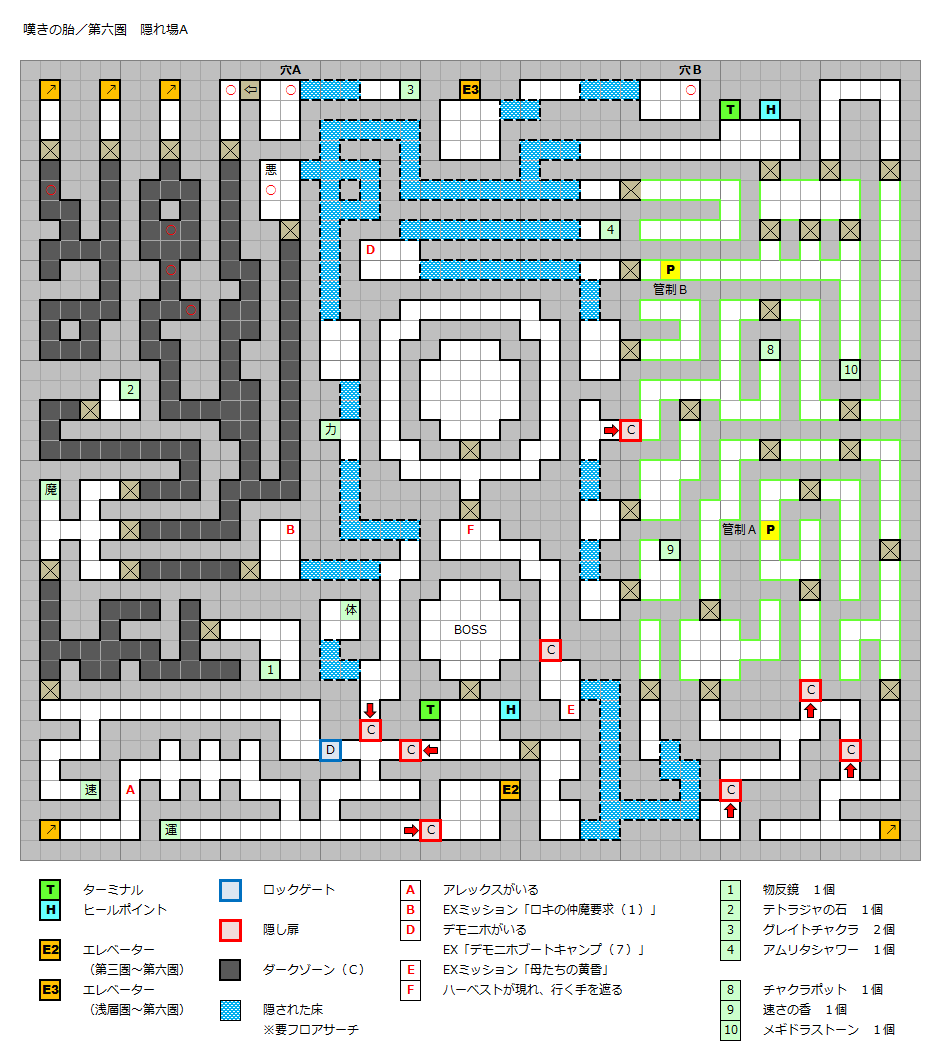 嘆きの胎／第六圏　隠れ場A
穴A
穴B
↗ ↗ ↗ ○ ⇦ ○ 3 E3 ○
T H
悪
○ ○
○ 4
D
○ P
管制B
○
8
10
2
力 C
魔
B F 管制A P
9
体
BOSS
C
1
C
T H E
C
D C C
速 A E2 C
↗ 運 C ↗
T ターミナル
H ヒールポイント
E2 エレベーター
（第三圏～第六圏）
E3 エレベーター
（浅層圏～第六圏）
ロックゲート
隠し扉
ダークゾーン（C）
隠された床
※要フロアサーチ
A アレックスがいる
B EXミッション「ロキの仲魔要求（1）」
D デモニホがいる
EX「デモニホブートキャンプ（7）」
E EXミッション「母たちの黄昏」
F ハーベストが現れ、行く手を遮る
1 物反鏡　1個
2 テトラジャの石　1個
3 グレイトチャクラ　2個
4 アムリタシャワー　1個
8 チャクラポット　1個
9 速さの香　1個
10 メギドラストーン　1個